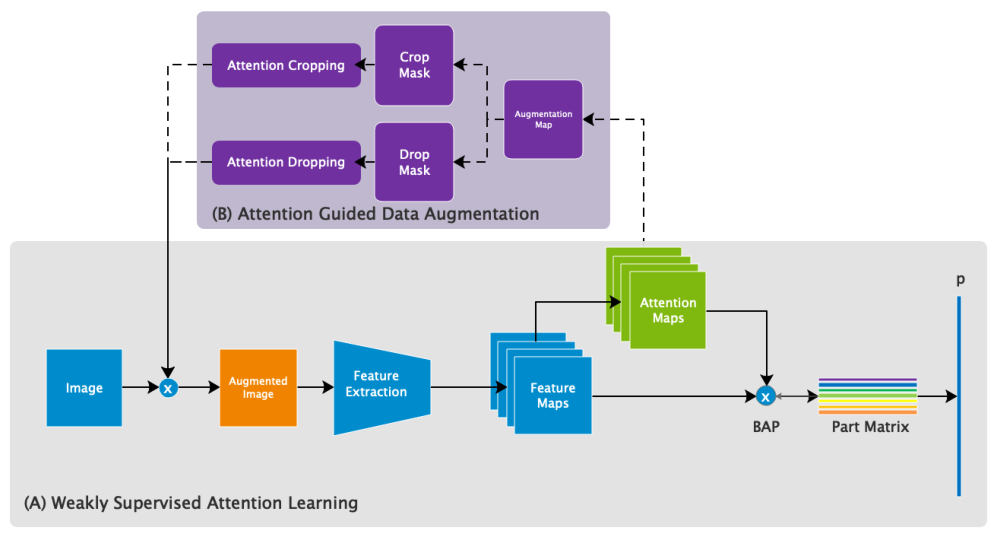 Attention Cropping
Crop
Mask
Augmentation
Map
Attention Dropping
Drop
Mask
(B) Attention Guided Data Augmentation
p
Attention
Maps
Image
x
Augmented
Image
Feature
Extraction
Feature
Maps
x
BAP
Part Matrix
(A) Weakly Supervised Attention Learning